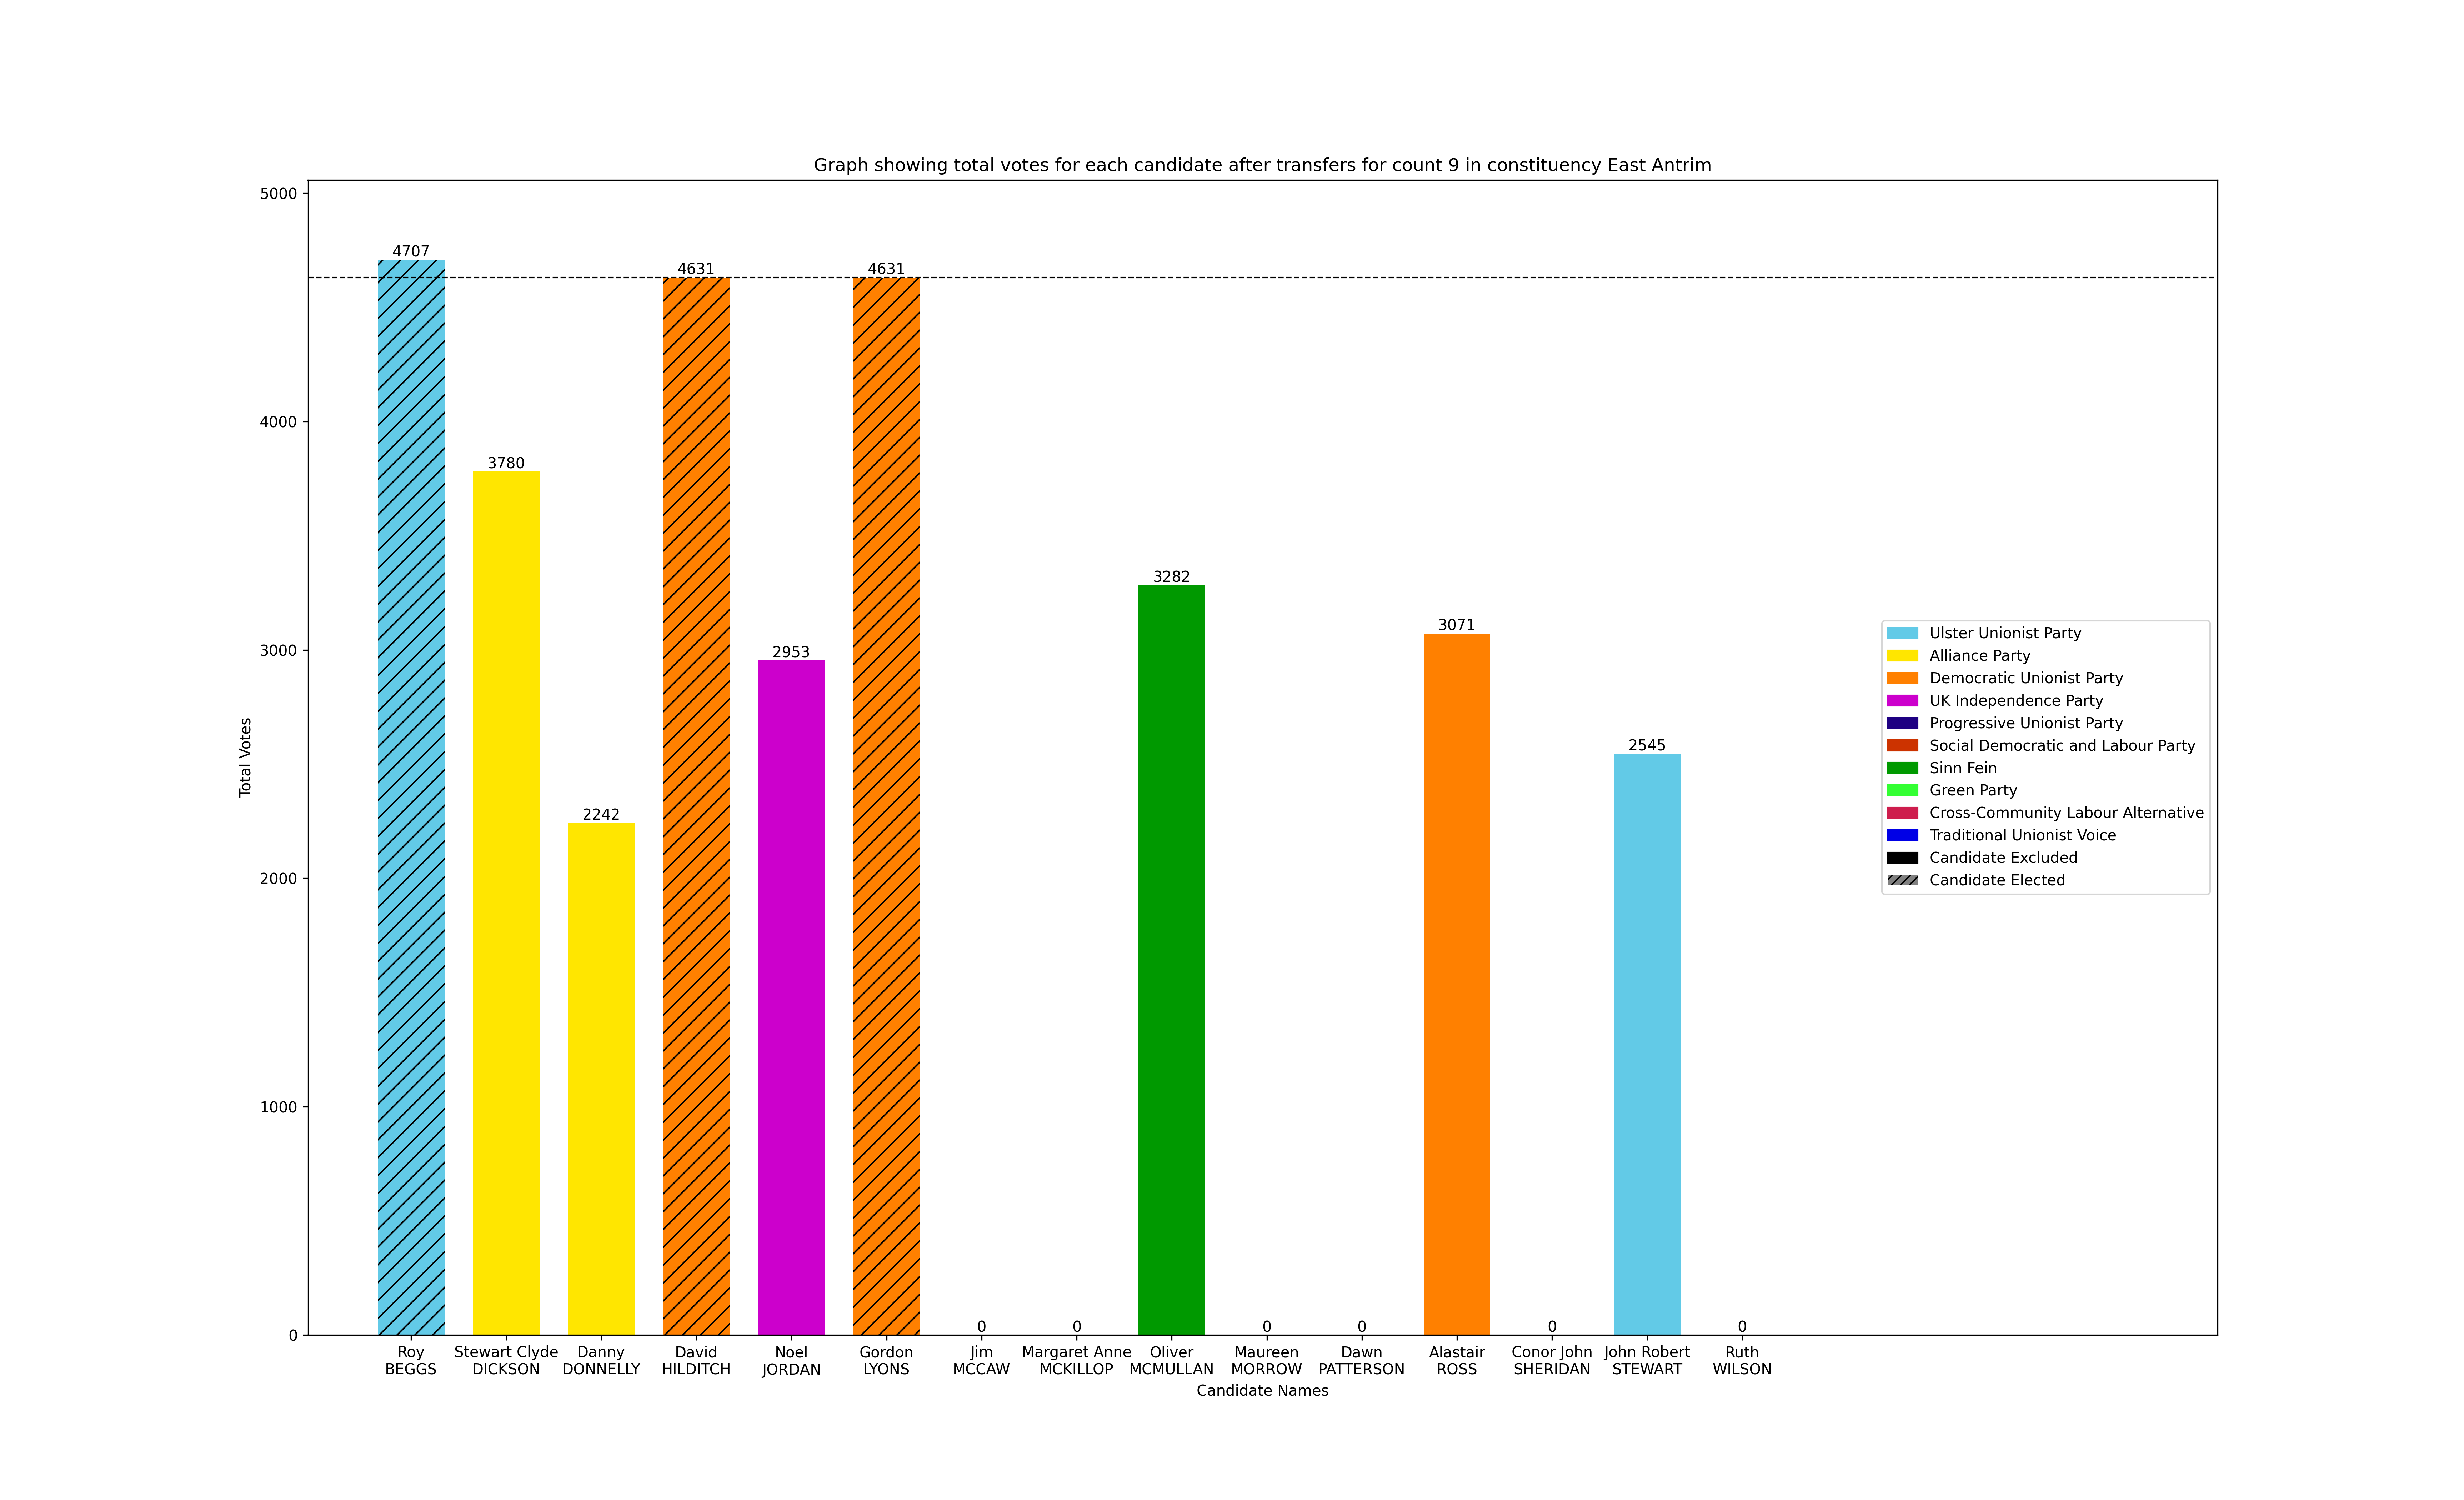 Graph showing total votes for each candidate after transfers for count 9 in constituency East Antrim
5000
4000
3000
2000
1000
0
Total Votes
4707
3780
2242
4631
2953
4631
0
0
3282
0
0
3071
0
2545
0
Roy
BEGGS
Stewart Clyde
DICKSON
Danny
DONNELLY
David
HILDITCH
Noel
JORDAN
Gordon
LYONS
Jim
MCCAW
Margaret Anne
MCKILLOP
Oliver
MCMULLAN
Maureen
MORROW
Dawn
PATTERSON
Alastair
ROSS
Conor John
SHERIDAN
John Robert
STEWART
Ruth
WILSON
Candidate Names
Ulster Unionist Party
Alliance Party
Democratic Unionist Party
UK Independence Party
Progressive Unionist Party
Social Democratic and Labour Party
Sinn Fein
Green Party
Cross-Community Labour Alternative
Traditional Unionist Voice
Candidate Excluded
Candidate Elected